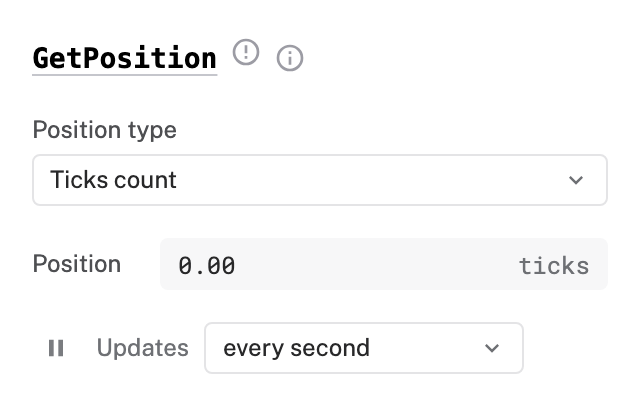 GetPosition
Position type
Ticks count
Position 0.00 ticks
Updates every second